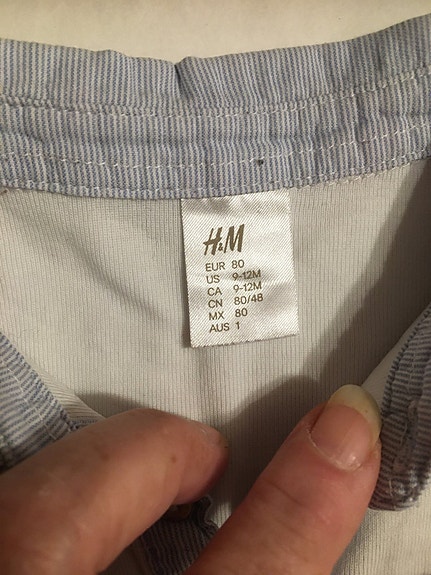 H&M
EUR 80
US 9-12M
CA 9-12M
CN 80/48
MX 80
AUS 1